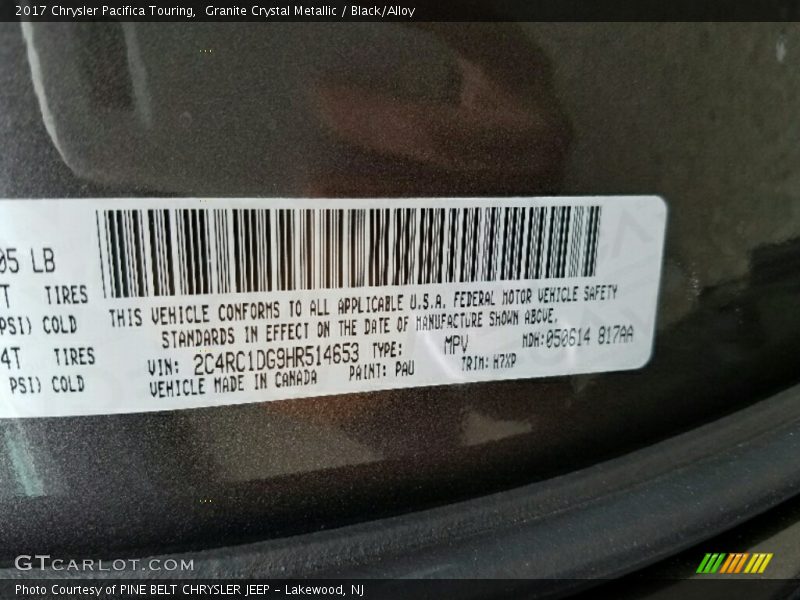 2017 Chrysler Pacifica Touring,  Granite Crystal Metallic / Black/Alloy
05 LB
T TIRES
PSI) COLD
4T TIRES
PSI) COLD
THIS VEHICLE CONFORMS TO ALL APPLICABLE U.S.A. FEDERAL MOTOR VEHICLE SAFETY
STANDARDS IN EFFECT ON THE DATE OF MANUFACTURE SHOWN ABOVE.
VIN: 2C4RC1DG9HR514653 TYPE: MPV MDH:050614 817AA
VEHICLE MADE IN CANADA PAINT: PAU TRIM: H7XP
GTCARLOT.COM
Photo Courtesy of PINE BELT CHRYSLER JEEP - Lakewood, NJ